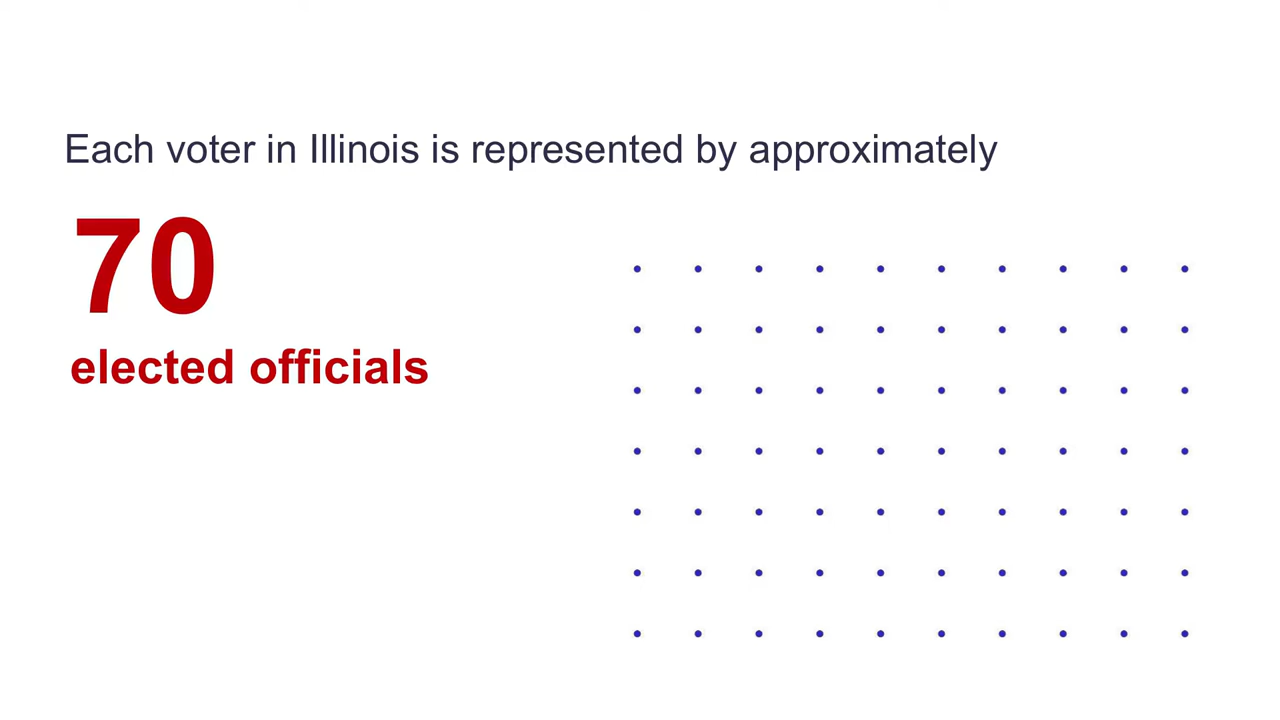 Each voter in Illinois is represented by approximately
70
elected officials